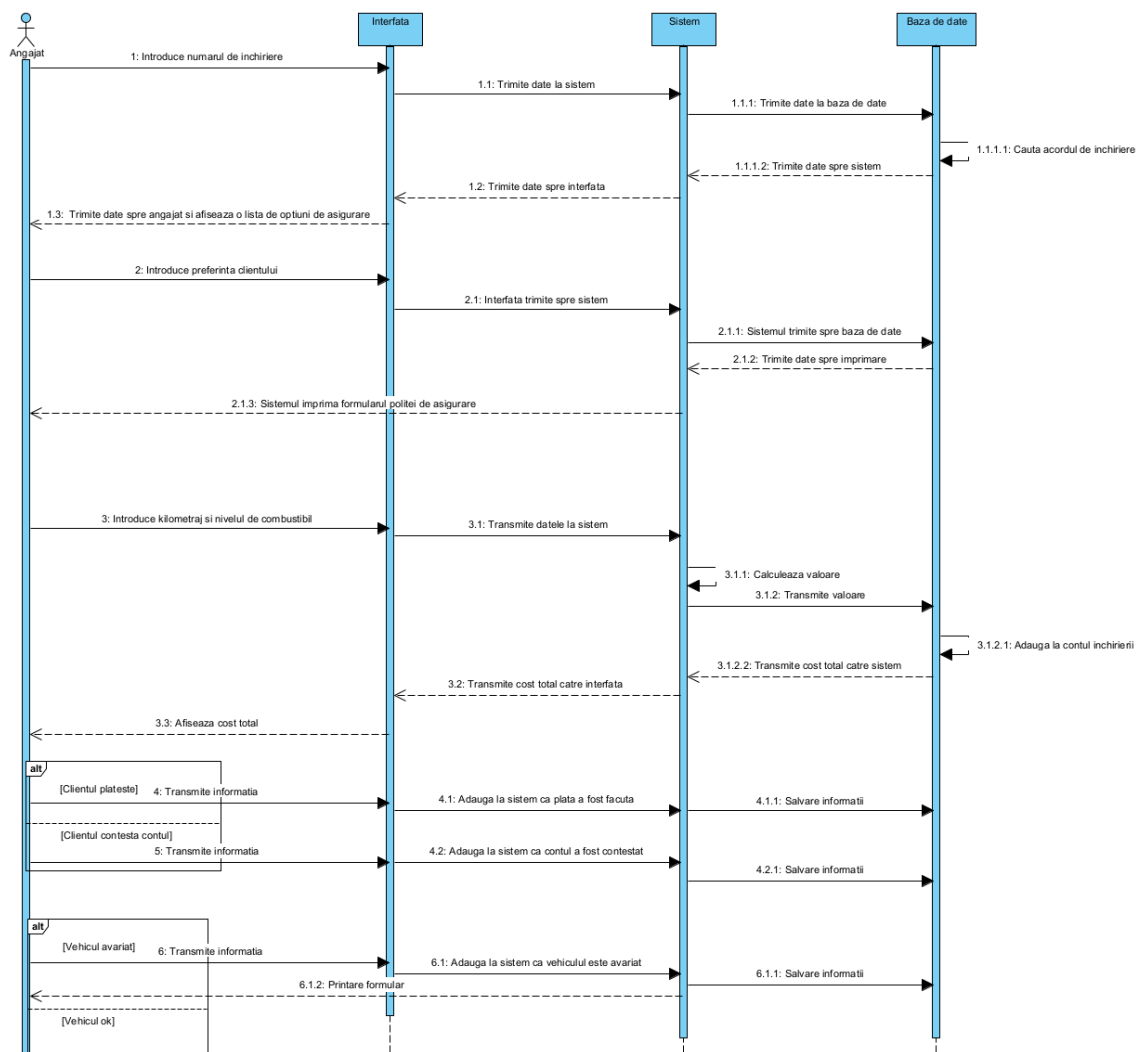 Interfata
Sistem
Baza de date
Angajat
1: Introduce numarul de inchiriere
1.1: Trimite date la sistem
1.1.1: Trimite date la baza de date
1.1.1.1: Cauta acordul de inchiriere
1.1.1.2: Trimite date spre sistem
1.2: Trimite date spre interfata
1.3:  Trimite date spre angajat si afiseaza o lista de optiuni de asigurare
2: Introduce preferinta clientului
2.1: Interfata trimite spre sistem
2.1.1: Sistemul trimite spre baza de date
2.1.2: Trimite date spre imprimare
2.1.3: Sistemul imprima formularul politei de asigurare
3: Introduce kilometraj si nivelul de combustibil
3.1: Transmite datele la sistem
3.1.1: Calculeaza valoare
3.1.2: Transmite valoare
3.1.2.1: Adauga la contul inchirierii
3.1.2.2: Transmite cost total catre sistem
3.2: Transmite cost total catre interfata
3.3: Afiseaza cost total
alt
[Clientul plateste]
4: Transmite informatia
4.1: Adauga la sistem ca plata a fost facuta
4.1.1: Salvare informatii
[Clientul contesta contul]
5: Transmite informatia
4.2: Adauga la sistem ca contul a fost contestat
4.2.1: Salvare informatii
alt
[Vehicul avariat]
6: Transmite informatia
6.1: Adauga la sistem ca vehiculul este avariat
6.1.1: Salvare informatii
6.1.2: Printare formular
[Vehicul ok]